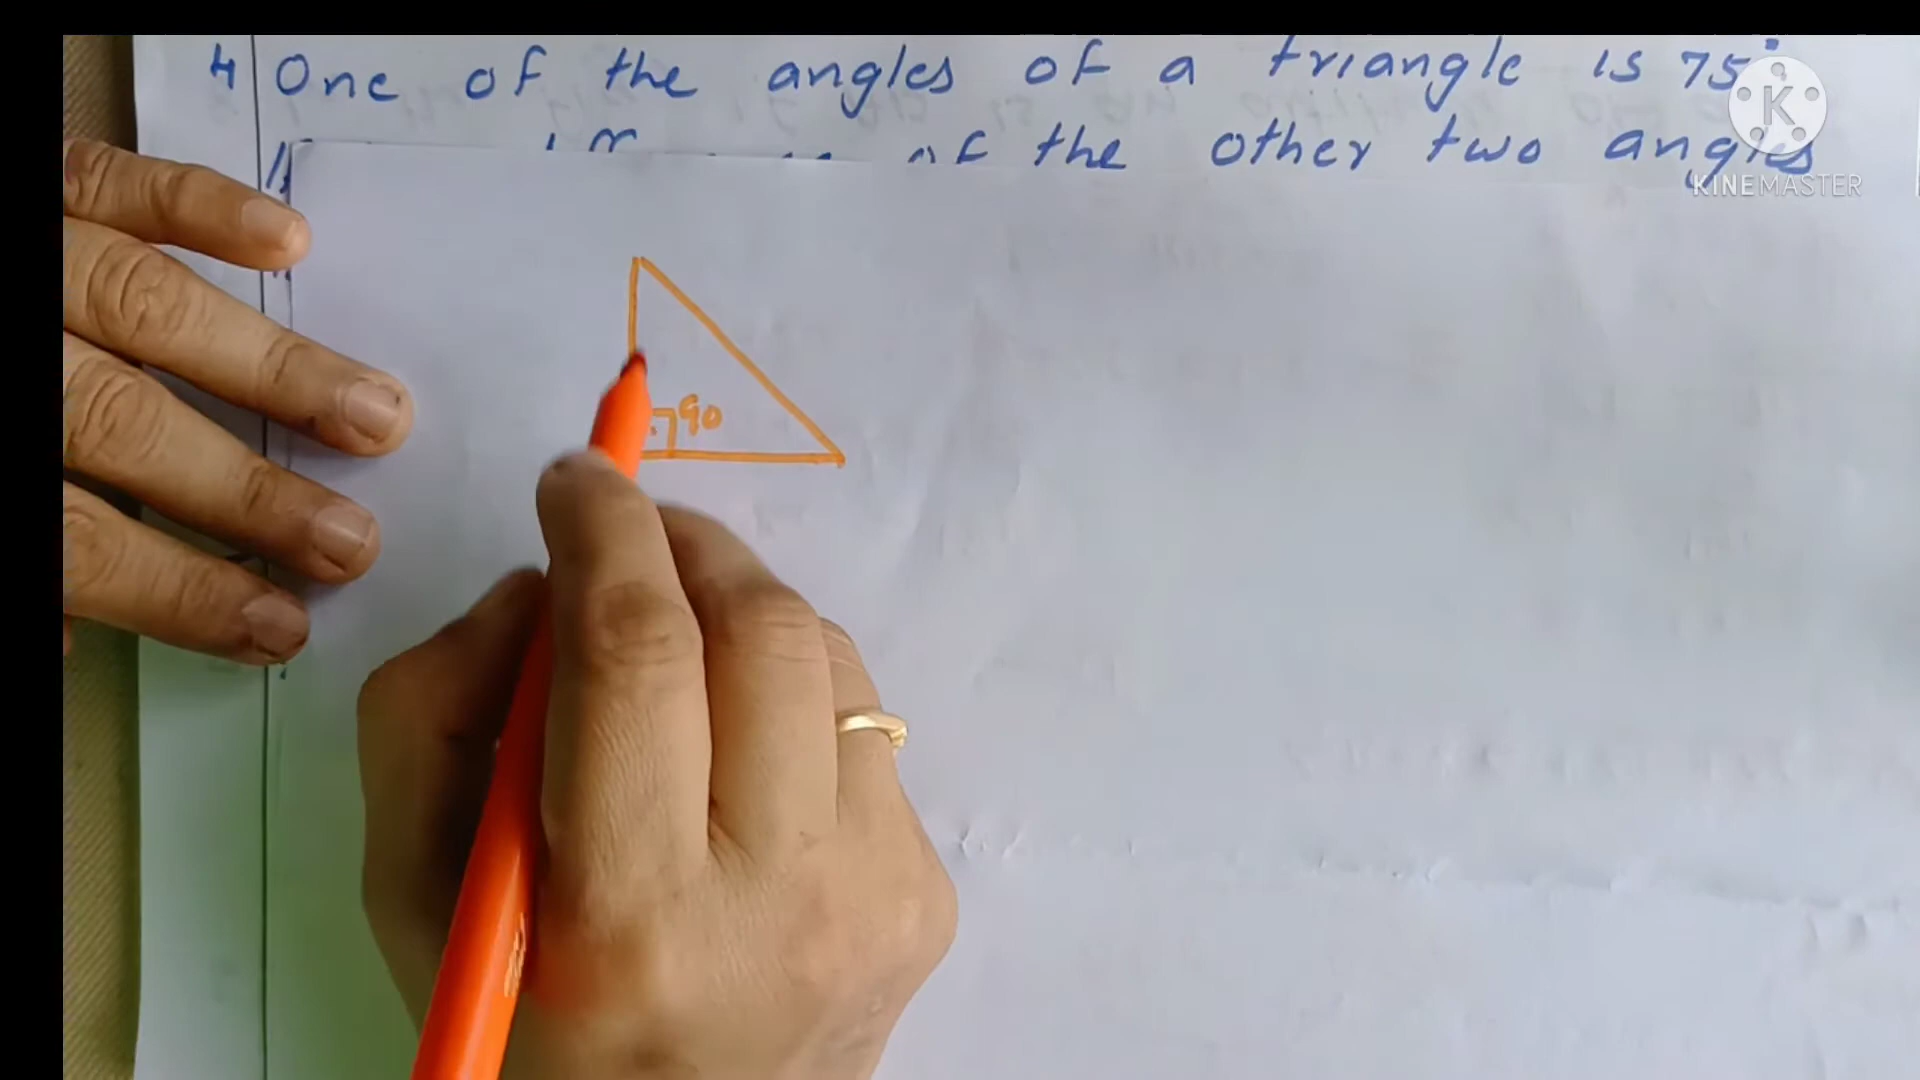 4 One of the angles of a triangle is 75°.
of the other two angles
90
K
KINEMASTER